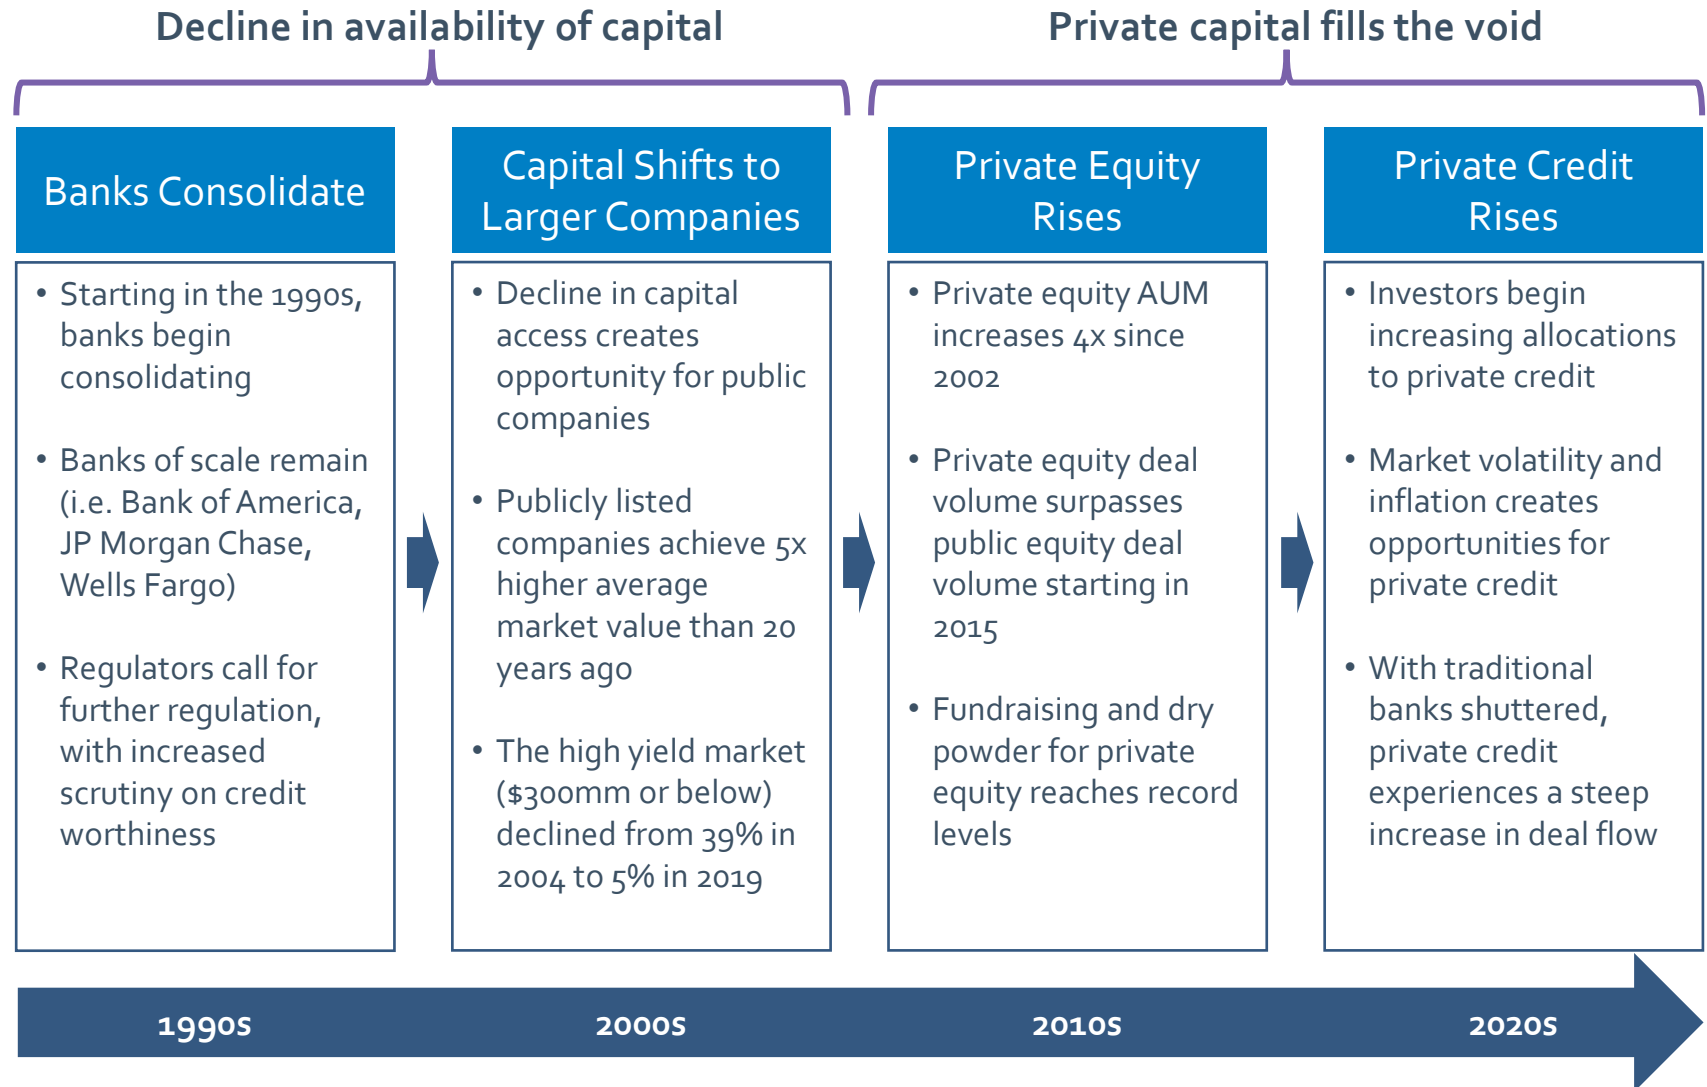 Decline in availability of capital
Private capital fills the void
Banks Consolidate
• Starting in the 1990s,
banks begin
consolidating
• Banks of scale remain
(i.e. Bank of America,
JP Morgan Chase,
Wells Fargo)
• Regulators call for
further regulation,
with increased
scrutiny on credit
worthiness
Capital Shifts to
Larger Companies
• Decline in capital
access creates
opportunity for public
companies
• Publicly listed
companies achieve 5x
higher average
market value than 20
years ago
• The high yield market
($300mm or below)
declined from 39% in
2004 to 5% in 2019
Private Equity
Rises
• Private equity AUM
increases 4x since
2002
• Private equity deal
volume surpasses
public equity deal
volume starting in
2015
• Fundraising and dry
powder for private
equity reaches record
levels
Private Credit
Rises
• Investors begin
increasing allocations
to private credit
• Market volatility and
inflation creates
opportunities for
private credit
• With traditional
banks shuttered,
private credit
experiences a steep
increase in deal flow
1990s
2000s
2010s
2020s